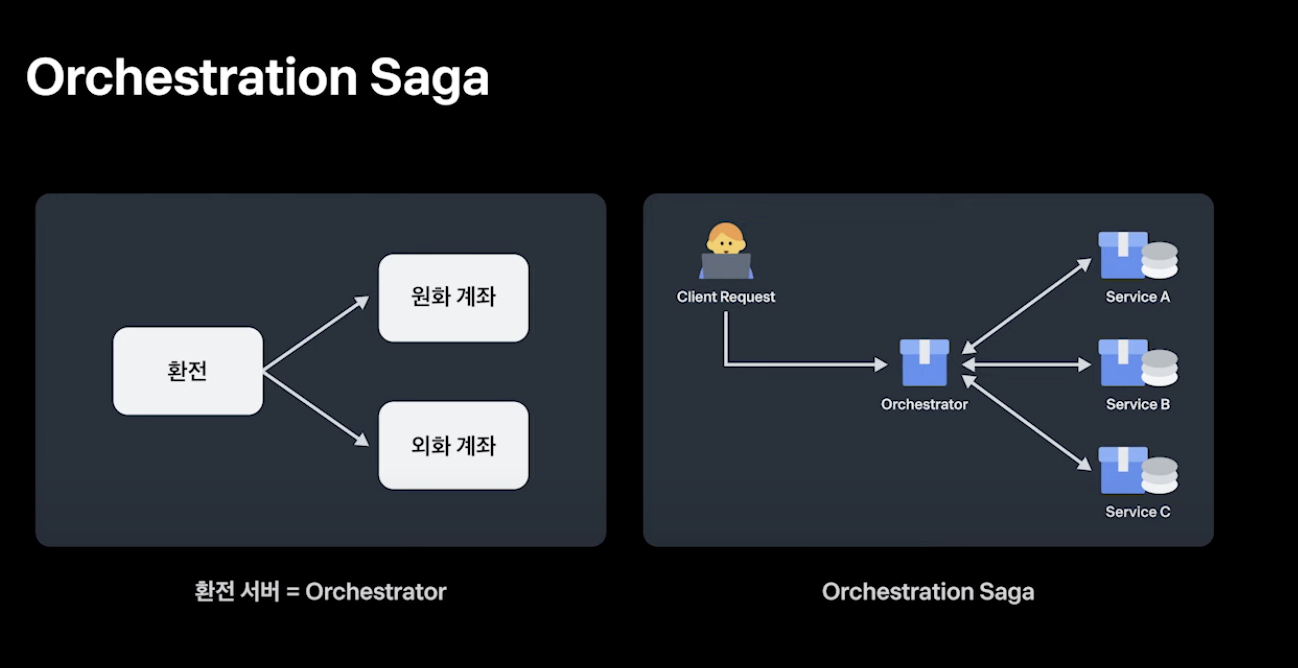 Orchestration Saga
환전
원화 계좌
외화 계좌
환전 서버 = Orchestrator
Client Request
Orchestrator
Service A
Service B
Service C
Orchestration Saga